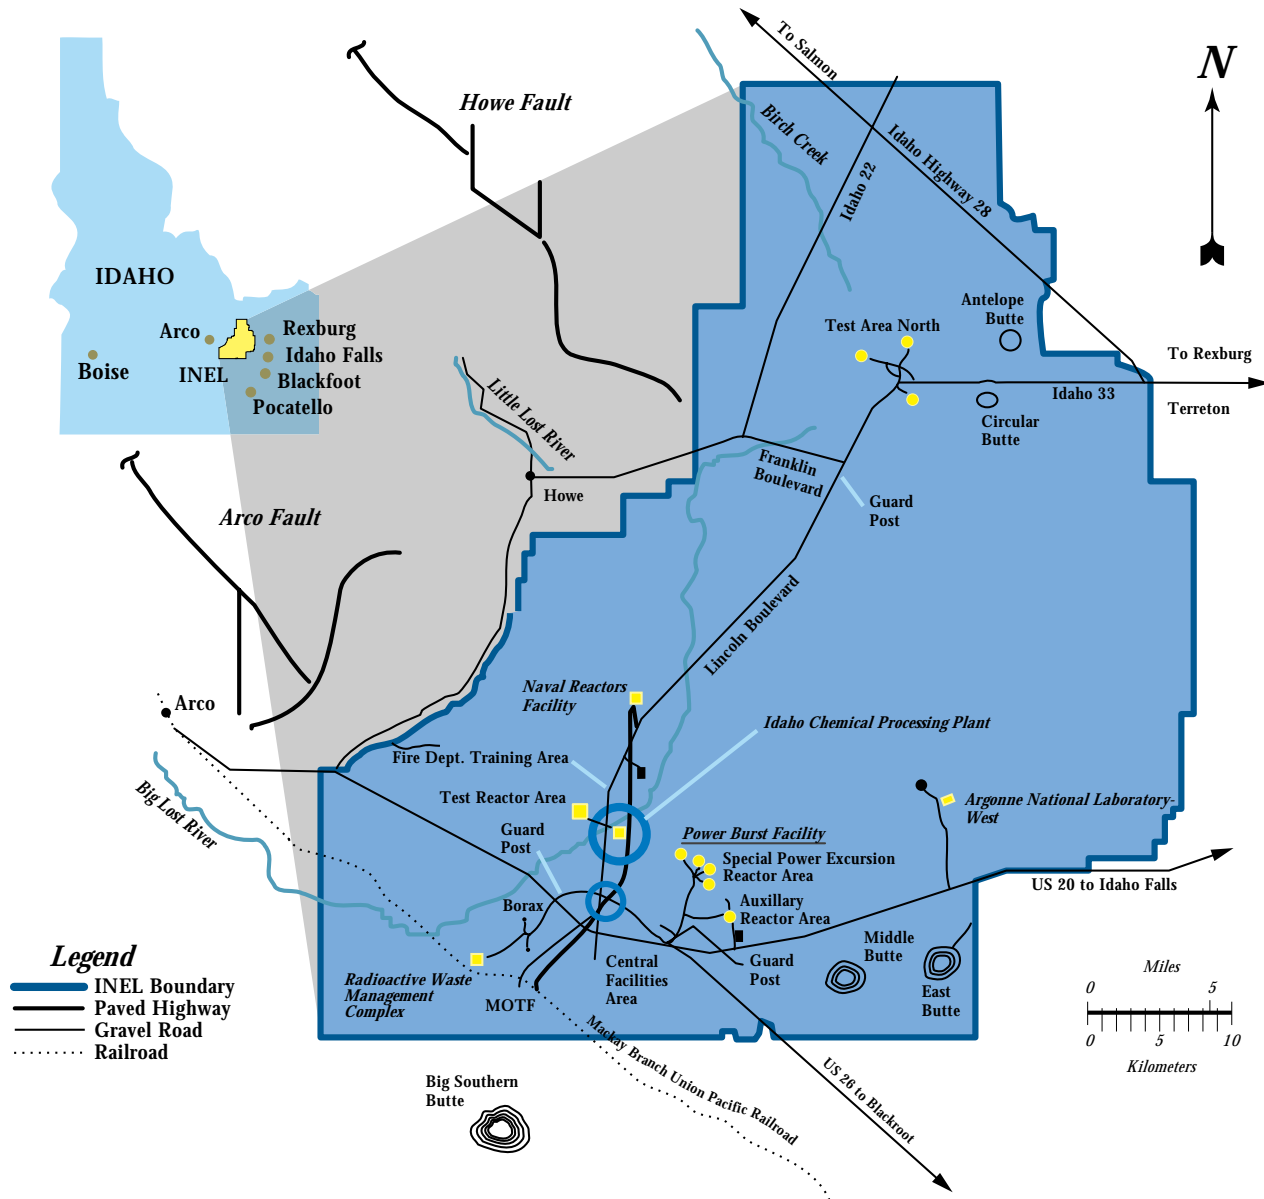 To Salmon
N
Howe Fault
Birch Creek
Idaho Highway 28
Idaho 22
IDAHO
Antelope
Butte
Arco
Rexburg
Test Area North
Idaho Falls
To Rexburg
Boise
INEL
Blackfoot
Idaho 33
Terreton
Pocatello
Little Lost River
Circular
Butte
Franklin
Boulevard
Howe
Guard
Post
Arco Fault
Lincoln Boulevard
Naval Reactors
Facility
Arco
Idaho Chemical Processing Plant
Fire Dept. Training Area
Big Lost River
Test Reactor Area
Argonne National Laboratory-
West
Guard
Post
Power Burst Facility
Special Power Excursion
Reactor Area
US 20 to Idaho Falls
Borax
Auxillary
Reactor Area
Legend
INEL Boundary
Paved Highway
Gravel Road
Railroad
Radioactive Waste
Management
Complex
MOTF
Central
Facilities
Area
Guard
Post
Middle
Butte
East
Butte
Miles
0 5
0 5 10
Kilometers
Mackay Branch Union Pacific Railroad
US 26 to Blackroot
Big Southern
Butte